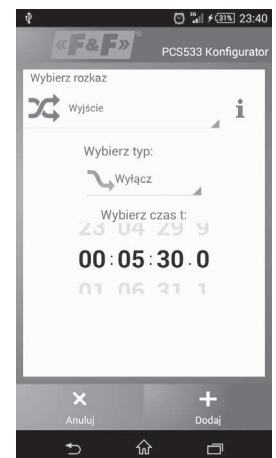 31% 23:40
«F&F» PCS533 Konfigurator
Wybierz rozkaz
Wyjście
i
Wybierz typ:
Wyłącz
Wybierz czas t:
23 04 29 9
00:05:30.0
01 06 31 1
Anuluj Dodaj